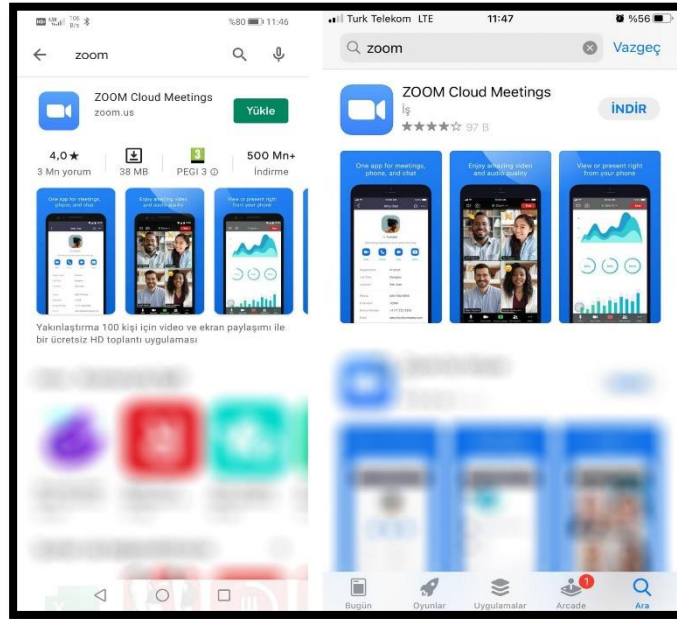 106
B/s
%80 11:46
zoom
ZOOM Cloud Meetings
zoom.us
Yükle
4,0★
3 Mn yorum
38 MB
3
PEGI 3
500 Mn+
İndirme
One app for meetings,
phone, and chat
Enjoy amazing video
and audio quality
View or present right
from your phone
Yakınlaştırma 100 kişi için video ve ekran paylaşımı ile
bir ücretsiz HD toplantı uygulaması
Turk Telekom LTE
11:47
%56
zoom
Vazgeç
ZOOM Cloud Meetings
İş
★★★★☆ 97 B
İNDİR
One app for meetings,
phone, and chat
Enjoy amazing video
and audio quality
View or present right
from your phone
Bugün
Oyunlar
Uygulamalar
1
Arcade
Ara